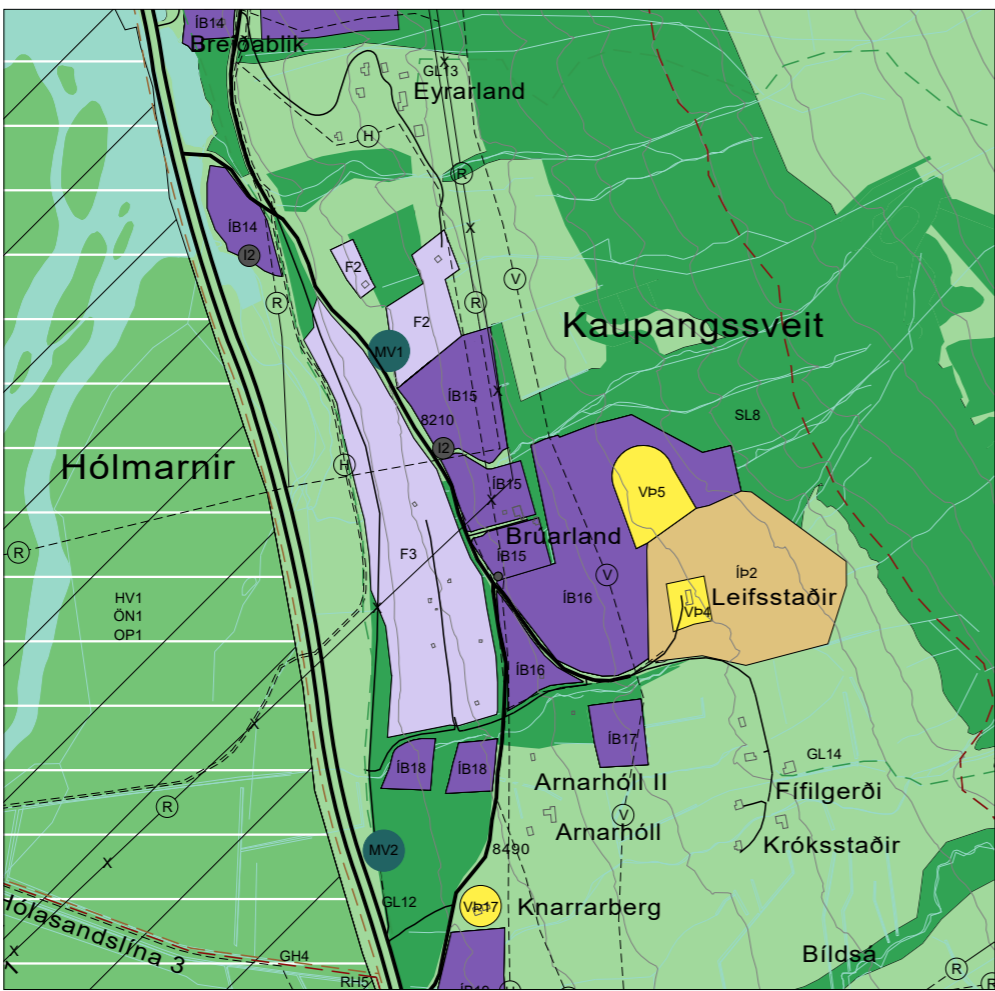 ÍB14
Breiðablik
GL13
Eyrarland
H
R
ÍB14
I2
F2
R
V
R
F2
Kaupangssveit
MV1
ÍB15
8210
SL8
I2
Hólmarnir
H
ÍB15
VÞ5
R
Brúarland
F3
ÍB15
V
ÍÞ2
HV1
ÖN1
OP1
ÍB16
Leifsstaðir
VÞ4
ÍB16
ÍB17
ÍB18
ÍB18
GL14
Arnarhóll II
Fífilgerði
R
V
Arnarhóll
Króksstaðir
MV2
8490
GL12
VÞ17
Knarrarberg
Hólasandslína 3
GH4
Bíldsá
RH5
R